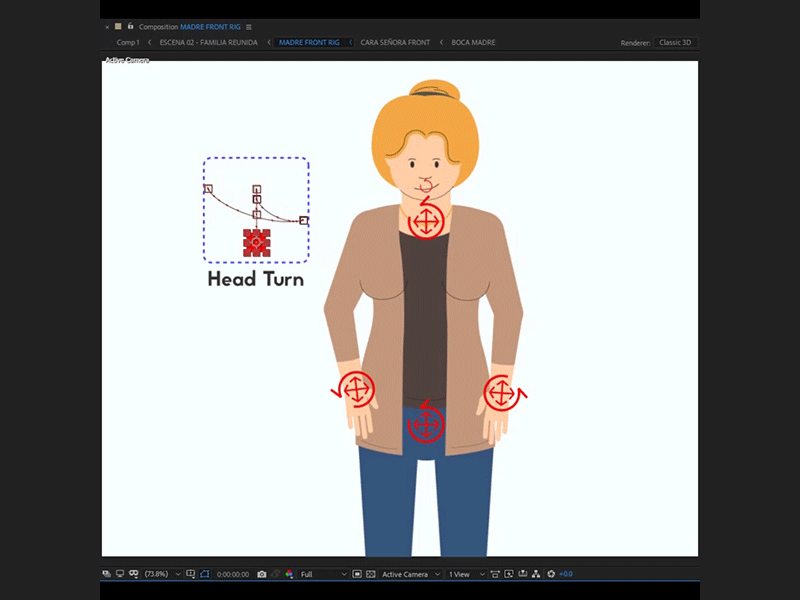 Composition MADRE FRONT RIG
Comp 1 ESCENA 02 - FAMILIA REUNIDA MADRE FRONT RIG CARA SEÑORA FRONT BOCA MADRE
Renderer: Classic 3D
Active Camera
Head Turn
(73.8%) 0:00:00:00 Full Active Camera 1 View +0.0